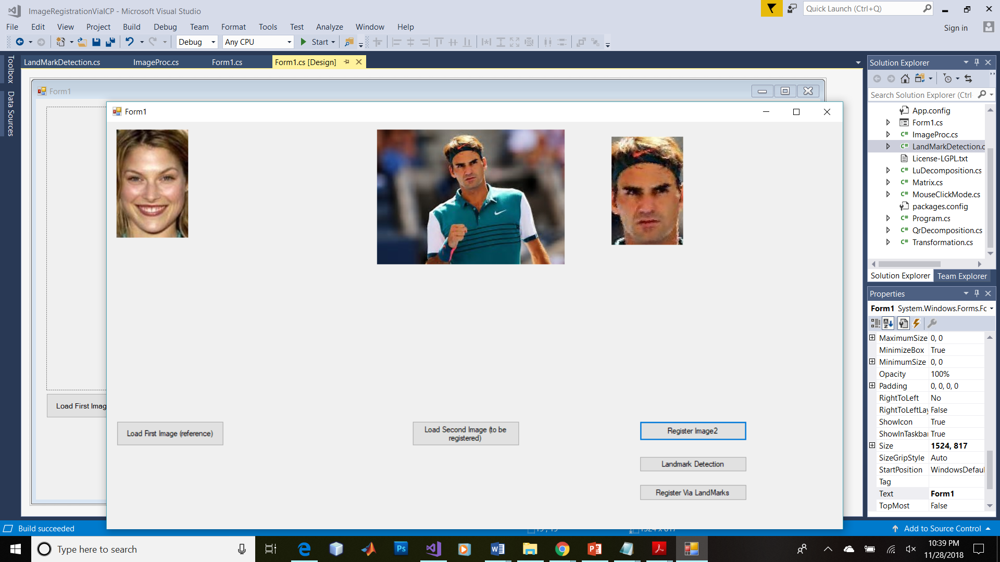 ImageRegistrationViaICP - Microsoft Visual Studio
Quick Launch (Ctrl+Q)
File Edit View Project Build Debug Team Format Tools Test Analyze Window Help
Sign in
Debug
Any CPU
Start
Toolbox
Data Sources
LandMarkDetection.cs
ImageProc.cs
Form1.cs
Form1.cs [Design]
Form1
Load First Imag
Form1
Load First Image (reference)
Load Second Image (to be
registered)
Register Image2
Landmark Detection
Register Via LandMarks
Solution Explorer
Search Solution Explorer (Ctrl
App.config
Form1.cs
ImageProc.cs
LandMarkDetection.c
License-LGPL.txt
LuDecomposition.cs
Matrix.cs
MouseClickMode.cs
packages.config
Program.cs
QrDecomposition.cs
Transformation.cs
Solution Explorer
Team Explorer
Properties
Form1 System.Windows.Forms.Fc
MaximumSize 0, 0
MinimizeBox True
MinimumSize 0, 0
Opacity 100%
Padding 0, 0, 0, 0
RightToLeft No
RightToLeftLay False
ShowIcon True
ShowInTaskbar True
Size 1524, 817
SizeGripStyle Auto
StartPosition WindowsDefaul
Tag
Text Form1
TopMost False
Build succeeded
Add to Source Control
Type here to search
Ps
10:39 PM
11/28/2018